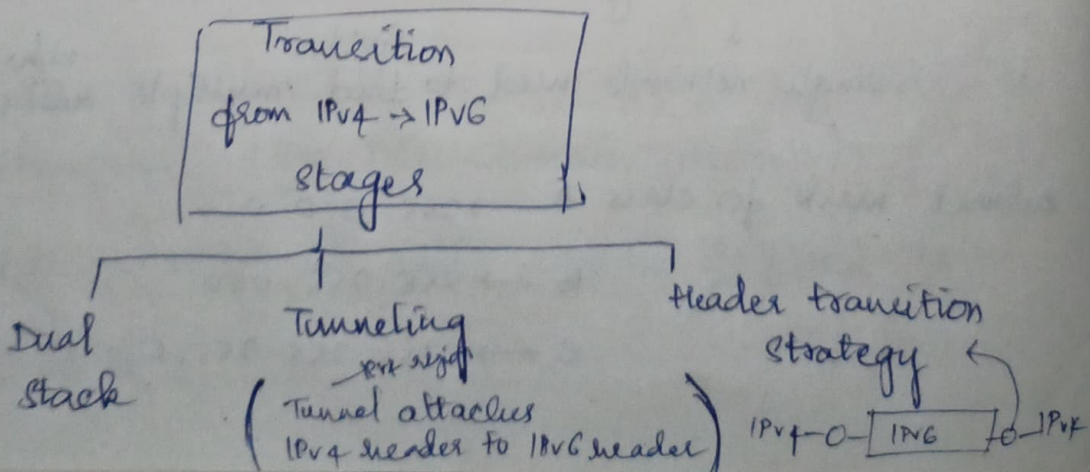 Transition
from IPv4 → IPv6
stages
Dual
stack
Tunneling
(Tunnel attaches
IPv4 header to IPv6 header)
Header transition
strategy
IPv4 IPv6 IPv4